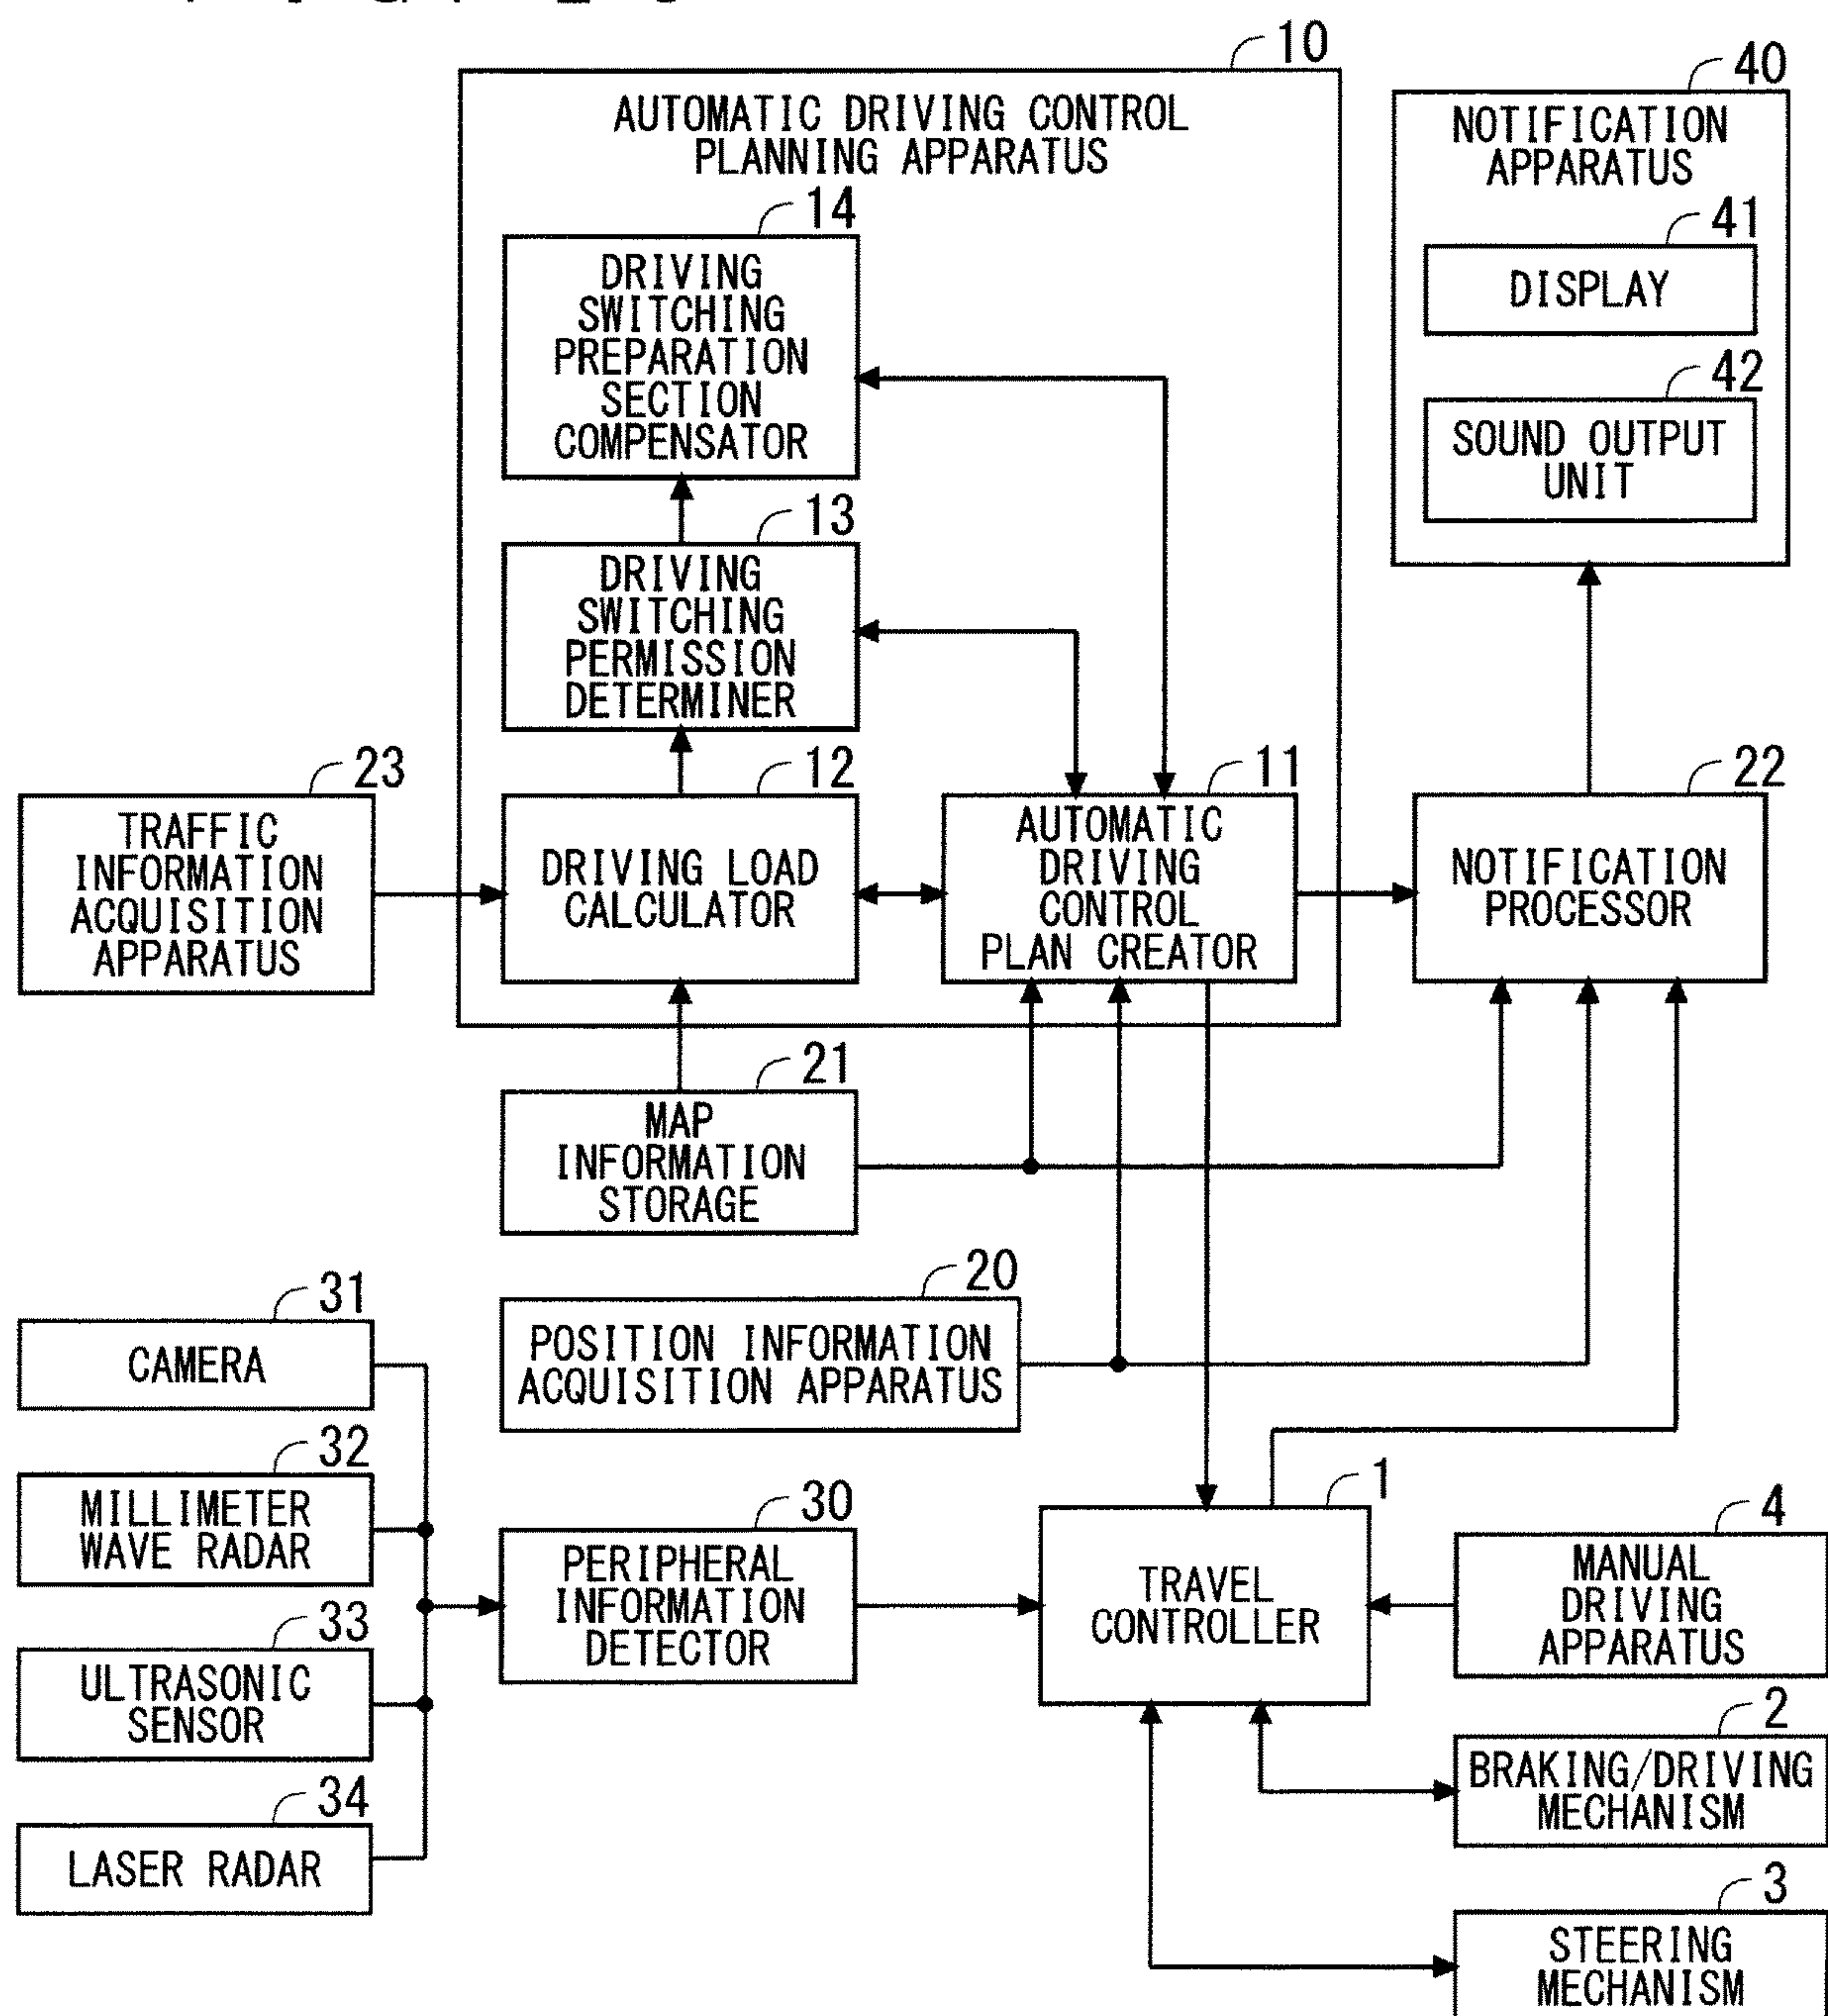 10
AUTOMATIC DRIVING CONTROL
PLANNING APPARATUS
40
NOTIFICATION
APPARATUS
14
DRIVING
SWITCHING
PREPARATION
SECTION
COMPENSATOR
41
DISPLAY
42
SOUND OUTPUT
UNIT
13
DRIVING
SWITCHING
PERMISSION
DETERMINER
23
TRAFFIC
INFORMATION
ACQUISITION
APPARATUS
12
DRIVING LOAD
CALCULATOR
11
AUTOMATIC
DRIVING
CONTROL
PLAN CREATOR
22
NOTIFICATION
PROCESSOR
21
MAP
INFORMATION
STORAGE
20
POSITION INFORMATION
ACQUISITION APPARATUS
31
CAMERA
32
MILLIMETER
WAVE RADAR
33
ULTRASONIC
SENSOR
34
LASER RADAR
30
PERIPHERAL
INFORMATION
DETECTOR
1
TRAVEL
CONTROLLER
4
MANUAL
DRIVING
APPARATUS
2
BRAKING/DRIVING
MECHANISM
3
STEERING
MECHANISM